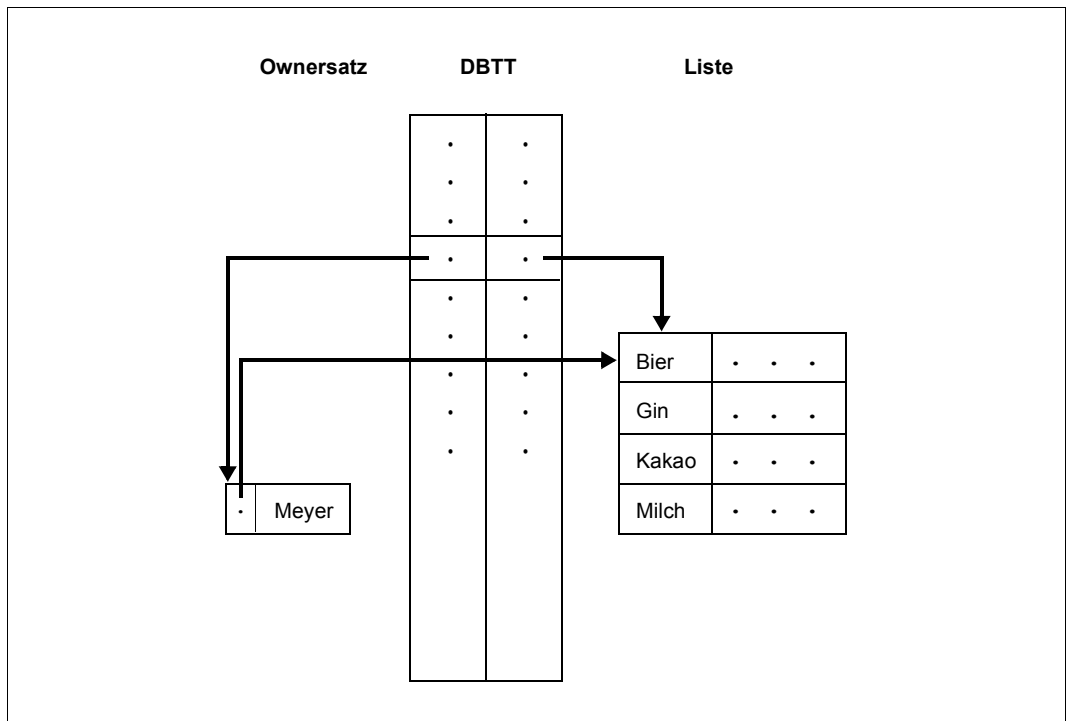 Ownersatz DBTT Liste
Bier . . .
Gin . . .
Kakao . . .
Milch . . .
. Meyer